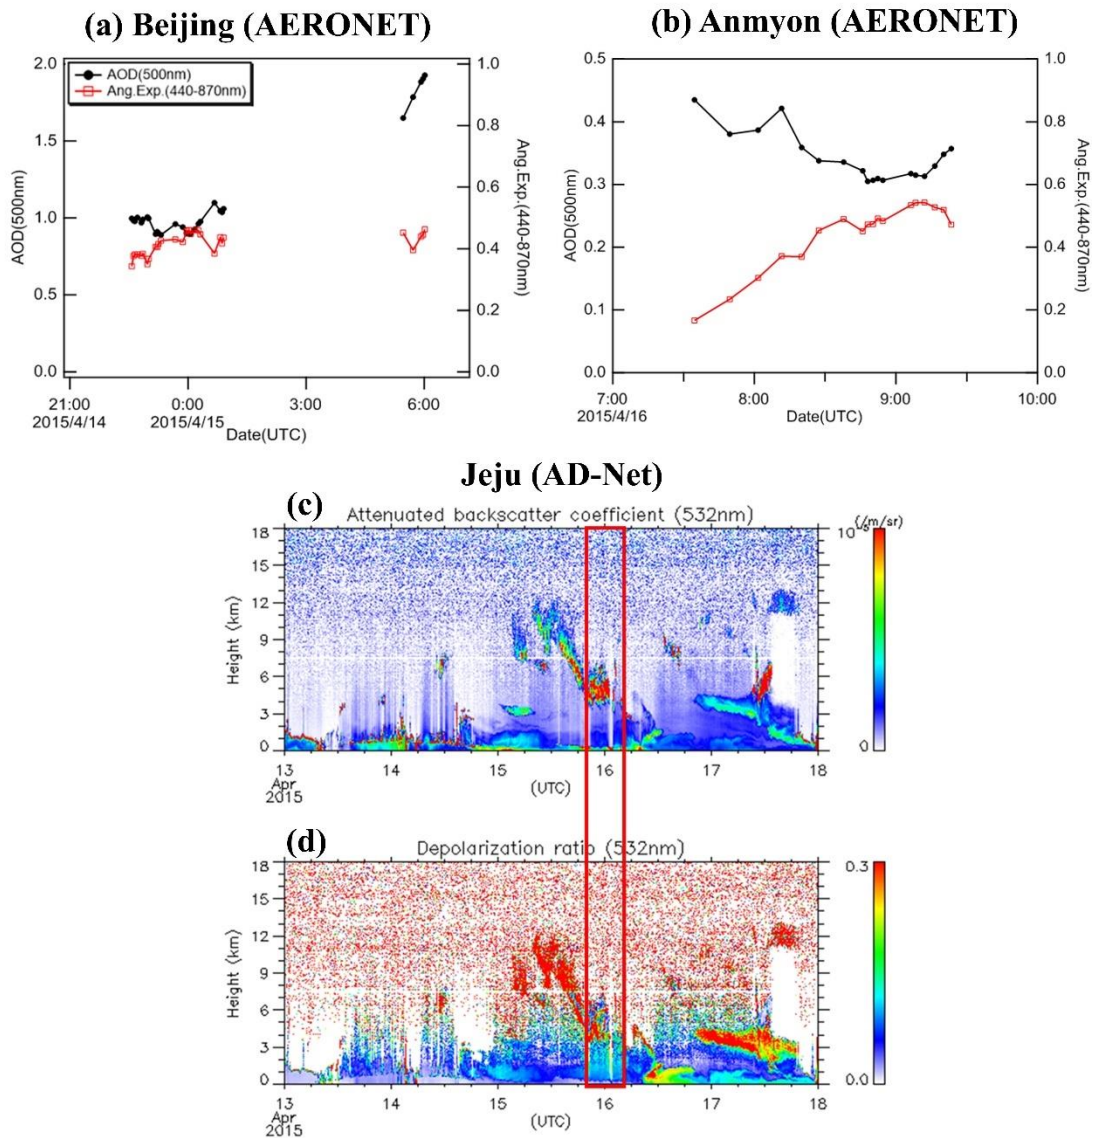 (a) Beijing (AERONET)
2.0
1.5
1.0
0.5
0.0
AOD(500nm)
AOD(500nm)
Ang.Exp.(440-870nm)
1.0
0.8
0.6
0.4
0.2
0.0
Ang.Exp.(440-870nm)
21:00 0:00 3:00 6:00
2015/4/14 2015/4/15
Date(UTC)
(b) Anmyon (AERONET)
0.5
0.4
0.3
0.2
0.1
0.0
AOD(500nm)
1.0
0.8
0.6
0.4
0.2
0.0
Ang.Exp.(440-870nm)
7:00 8:00 9:00 10:00
2015/4/16
Date(UTC)
Jeju (AD-Net)
(c)
Attenuated backscatter coefficient (532nm)
18
15
12
9
6
3
0
Height (km)
13 14 15 16 17 18
Apr
2015
(UTC)
(/m/sr)
10-5
0
(d)
Depolarization ratio (532nm)
18
15
12
9
6
3
0
Height (km)
13 14 15 16 17 18
Apr
2015
(UTC)
0.3
0.0